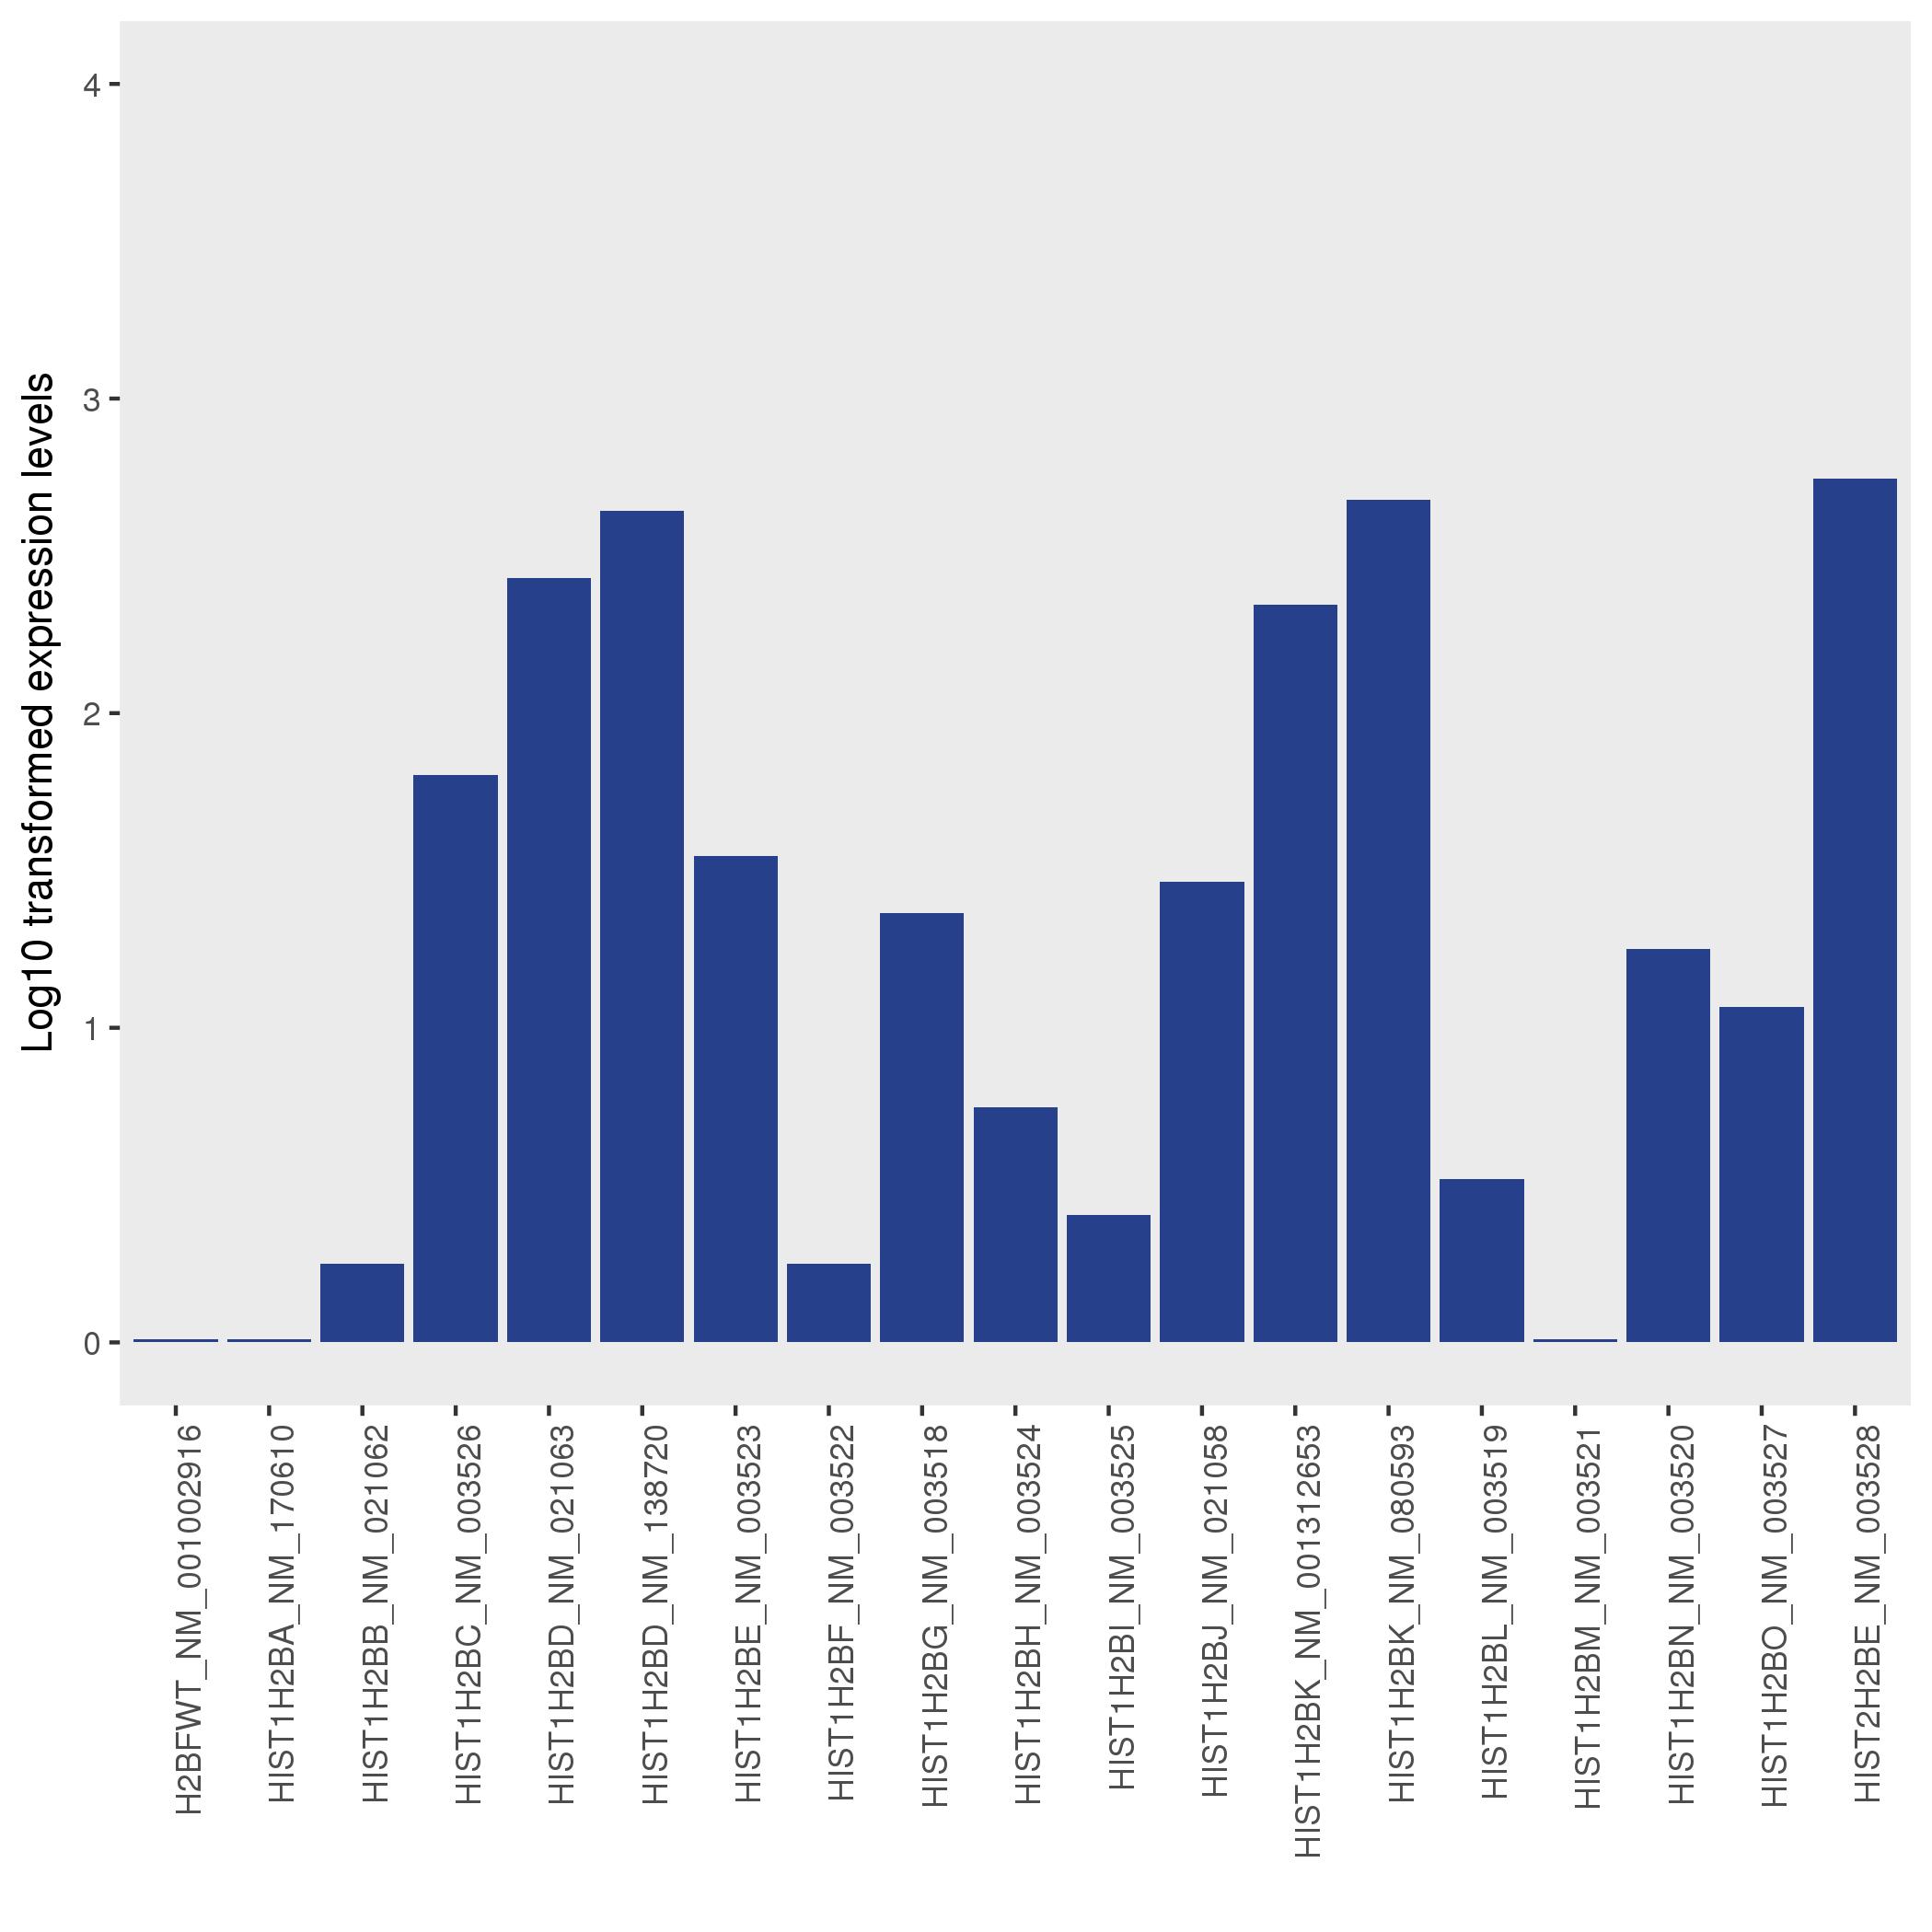 Log10 transformed expression levels
4
3
2
1
0
H2BFWT_NM_001002916
HIST1H2BA_NM_170610
HIST1H2BB_NM_021062
HIST1H2BC_NM_003526
HIST1H2BD_NM_021063
HIST1H2BD_NM_138720
HIST1H2BE_NM_003523
HIST1H2BF_NM_003522
HIST1H2BG_NM_003518
HIST1H2BH_NM_003524
HIST1H2BI_NM_003525
HIST1H2BJ_NM_021058
HIST1H2BK_NM_001312653
HIST1H2BK_NM_080593
HIST1H2BL_NM_003519
HIST1H2BM_NM_003521
HIST1H2BN_NM_003520
HIST1H2BO_NM_003527
HIST2H2BE_NM_003528